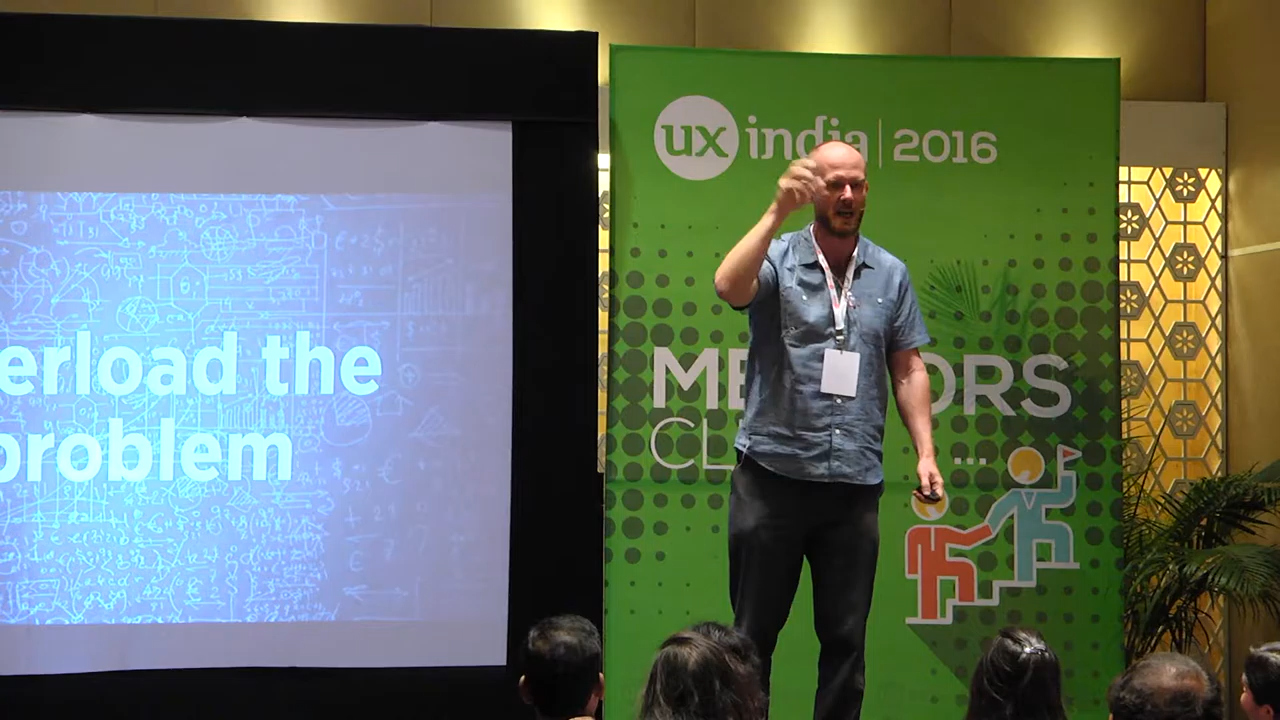 erload the
problem
ux india | 2016
ME ORS
CL ...